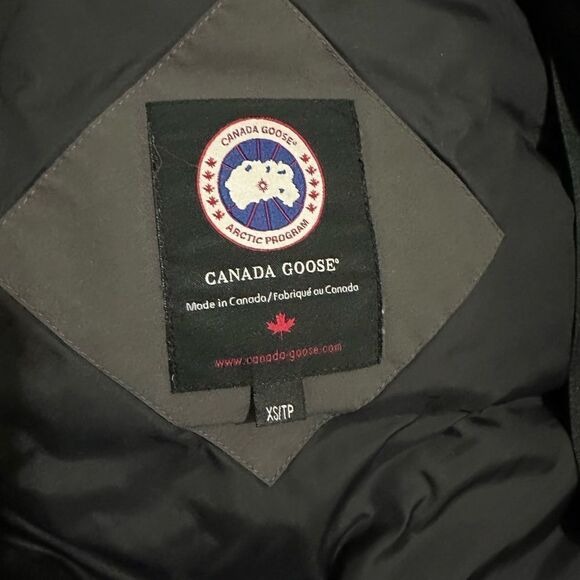 CANADA GOOSE®
ARCTIC PROGRAM
CANADA GOOSE®
Made in Canada/Fabriqué au Canada
www.canada-goose.com
XS/TP